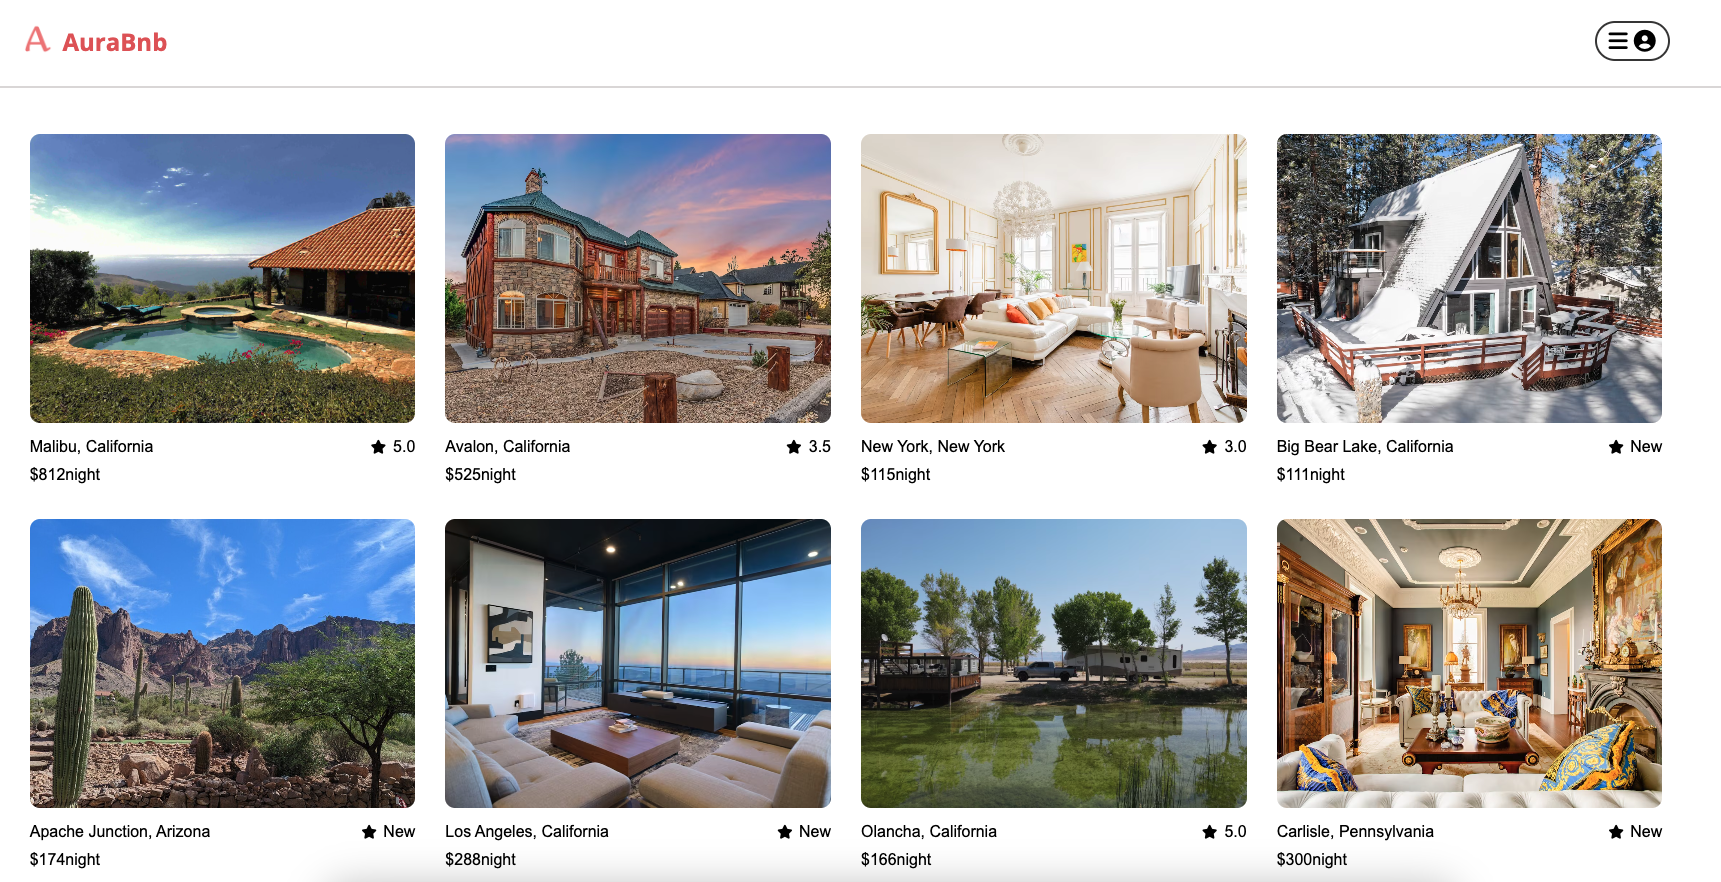 AuraBnb
Malibu, California ★ 5.0
$812night
Avalon, California ★ 3.5
$525night
New York, New York ★ 3.0
$115night
Big Bear Lake, California ★ New
$111night
Apache Junction, Arizona ★ New
$174night
Los Angeles, California ★ New
$288night
Olancha, California ★ 5.0
$166night
Carlisle, Pennsylvania ★ New
$300night